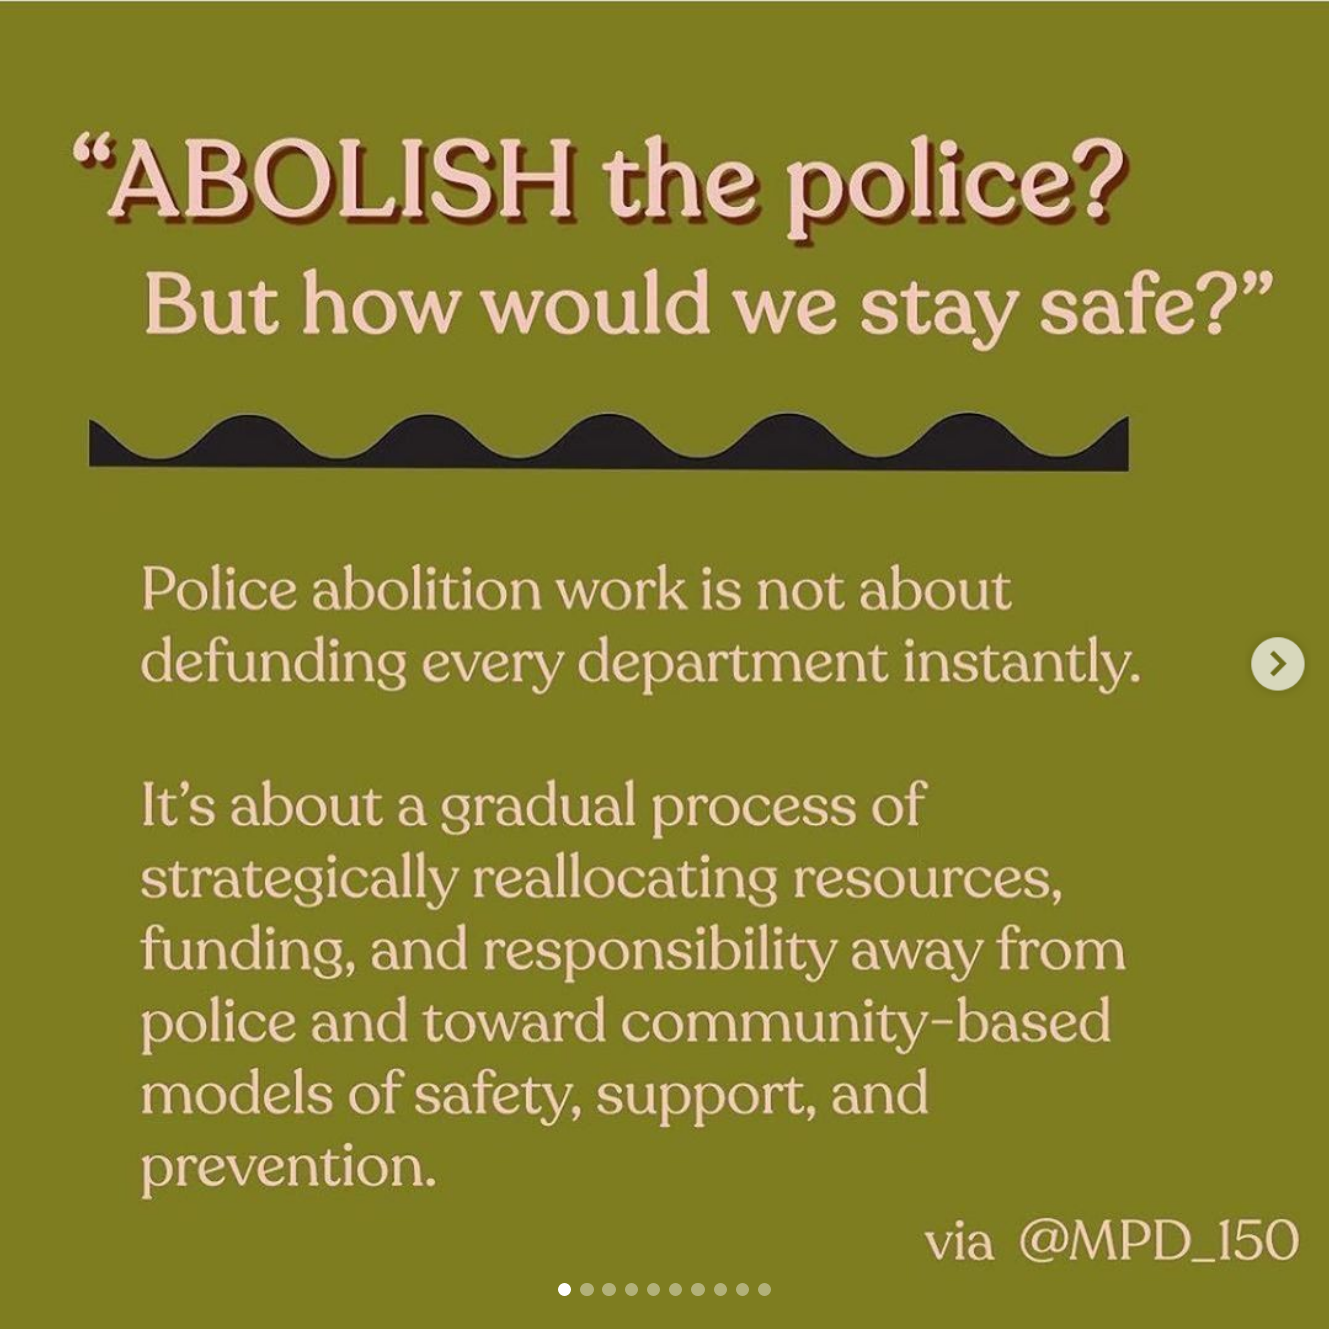 “ABOLISH the police?
But how would we stay safe?”
Police abolition work is not about
defunding every department instantly.
It’s about a gradual process of
strategically reallocating resources,
funding, and responsibility away from
police and toward community-based
models of safety, support, and
prevention.
via @MPD_150